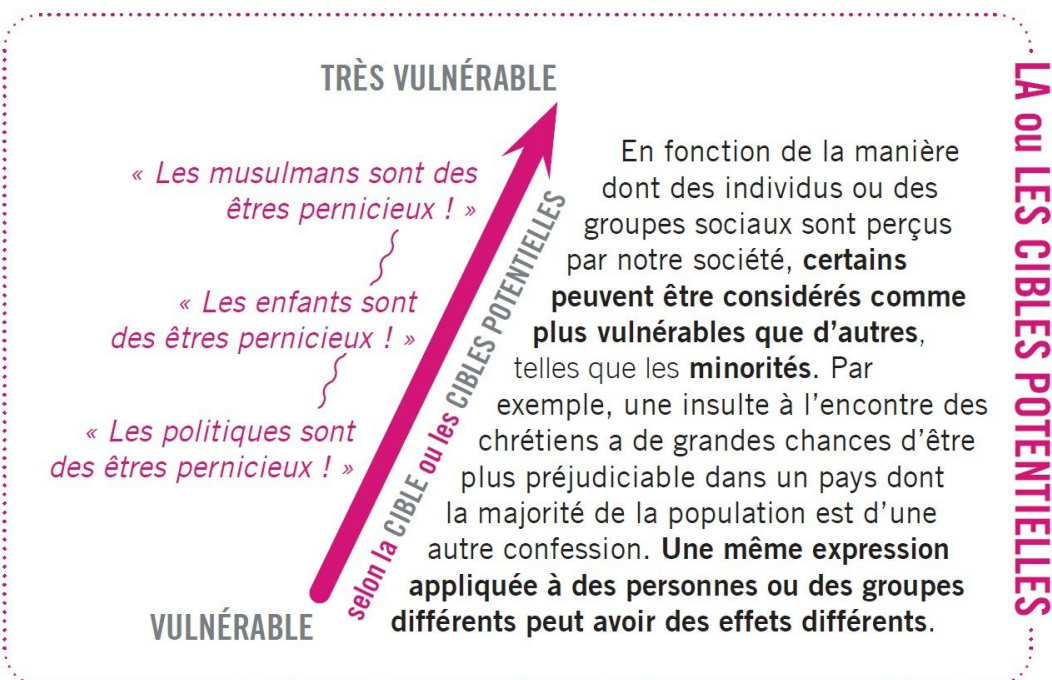 TRÈS VULNÉRABLE
« Les musulmans sont des
êtres pernicieux ! »
« Les enfants sont
des êtres pernicieux ! »
« Les politiques sont
des êtres pernicieux ! »
VULNÉRABLE
selon la CIBLE ou les CIBLES POTENTIELLES
En fonction de la manière
dont des individus ou des
groupes sociaux sont perçus
par notre société, certains
peuvent être considérés comme
plus vulnérables que d’autres,
telles que les minorités. Par
exemple, une insulte à l’encontre des
chrétiens a de grandes chances d’être
plus préjudiciable dans un pays dont
la majorité de la population est d’une
autre confession. Une même expression
appliquée à des personnes ou des groupes
différents peut avoir des effets différents.
LA ou LES CIBLES POTENTIELLES